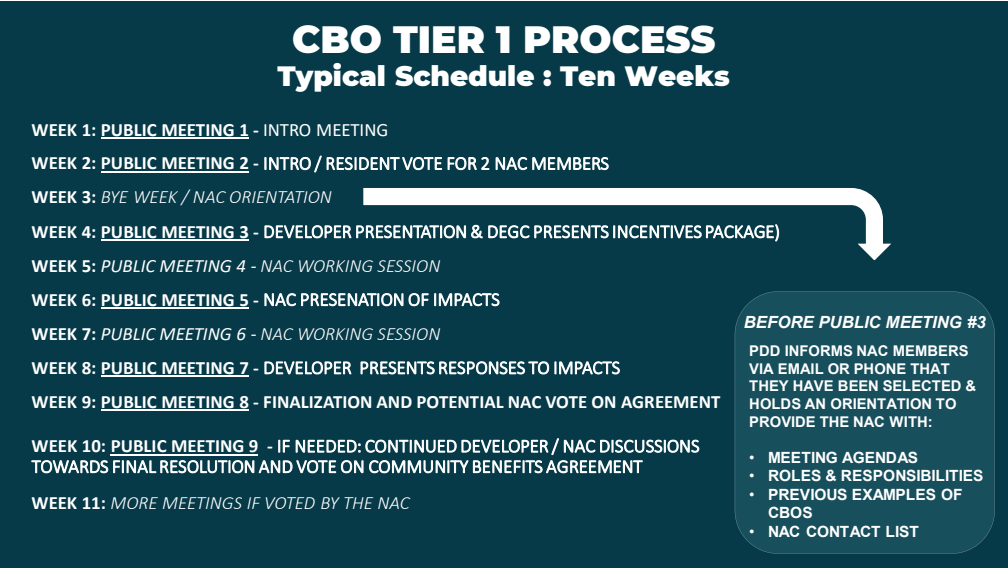 CBO TIER 1 PROCESS
Typical Schedule : Ten Weeks
WEEK 1: PUBLIC MEETING 1 - INTRO MEETING
WEEK 2: PUBLIC MEETING 2 - INTRO / RESIDENT VOTE FOR 2 NAC MEMBERS
WEEK 3: BYE WEEK / NAC ORIENTATION
WEEK 4: PUBLIC MEETING 3 - DEVELOPER PRESENTATION & DEGC PRESENTS INCENTIVES PACKAGE)
WEEK 5: PUBLIC MEETING 4 - NAC WORKING SESSION
WEEK 6: PUBLIC MEETING 5 - NAC PRESENATION OF IMPACTS
WEEK 7: PUBLIC MEETING 6 - NAC WORKING SESSION
WEEK 8: PUBLIC MEETING 7 - DEVELOPER PRESENTS RESPONSES TO IMPACTS
WEEK 9: PUBLIC MEETING 8 - FINALIZATION AND POTENTIAL NAC VOTE ON AGREEMENT
WEEK 10: PUBLIC MEETING 9 - IF NEEDED: CONTINUED DEVELOPER / NAC DISCUSSIONS
TOWARDS FINAL RESOLUTION AND VOTE ON COMMUNITY BENEFITS AGREEMENT
WEEK 11: MORE MEETINGS IF VOTED BY THE NAC
BEFORE PUBLIC MEETING #3
PDD INFORMS NAC MEMBERS
VIA EMAIL OR PHONE THAT
THEY HAVE BEEN SELECTED &
HOLDS AN ORIENTATION TO
PROVIDE THE NAC WITH:
• MEETING AGENDAS
• ROLES & RESPONSIBILITIES
• PREVIOUS EXAMPLES OF
CBOS
• NAC CONTACT LIST